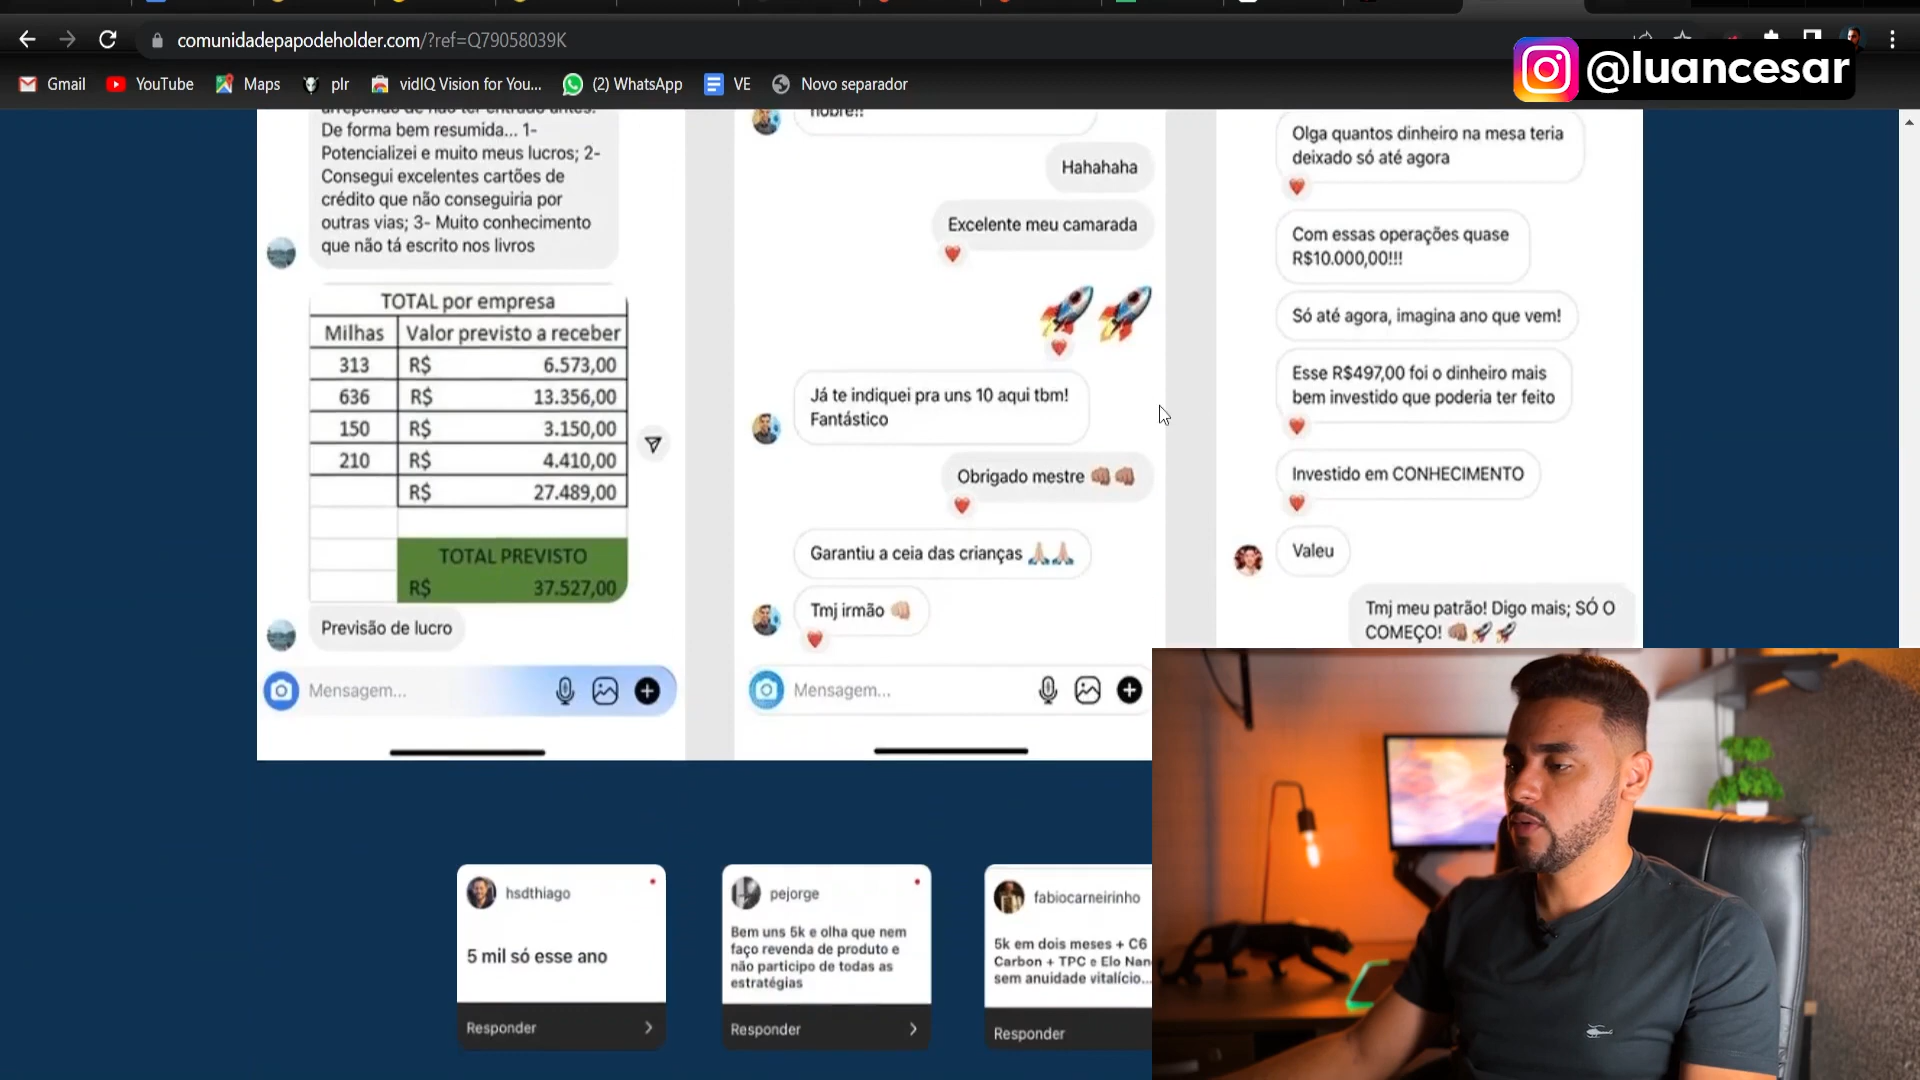 comunidadepapodeholder.com/?ref=Q79058039K
@luancesar
Gmail
YouTube
Maps
plr
vidIQ Vision for You...
(2) WhatsApp
VE
Novo separador
arrependo de não ter entrado antes.
De forma bem resumida... 1-
Potencializei e muito meus lucros; 2-
Consegui excelentes cartões de
crédito que não conseguiria por
outras vias; 3- Muito conhecimento
que não tá escrito nos livros
TOTAL por empresa
Milhas Valor previsto a receber
313 R$ 6.573,00
636 R$ 13.356,00
150 R$ 3.150,00
210 R$ 4.410,00
R$ 27.489,00
TOTAL PREVISTO
R$ 37.527,00
Previsão de lucro
Mensagem...
nobre!!
Hahahaha
Excelente meu camarada
Já te indiquei pra uns 10 aqui tbm!
Fantástico
Obrigado mestre 👊🏽👊🏽
Garantiu a ceia das crianças 🙏🏼🙏🏼
Tmj irmão 👊🏼
Mensagem...
Olga quantos dinheiro na mesa teria
deixado só até agora
Com essas operações quase
R$10.000,00!!!
Só até agora, imagina ano que vem!
Esse R$497,00 foi o dinheiro mais
bem investido que poderia ter feito
Investido em CONHECIMENTO
Valeu
Tmj meu patrão! Digo mais; SÓ O
COMEÇO! 👊🏽🚀🚀
hsdthiago
5 mil só esse ano
Responder
pejorge
Bem uns 5k e olha que nem
faço revenda de produto e
não participo de todas as
estratégias
Responder
fabiocarneirinho
5k em dois meses + C6
Carbon + TPC e Elo Nan
sem anuidade vitalício...
Responder